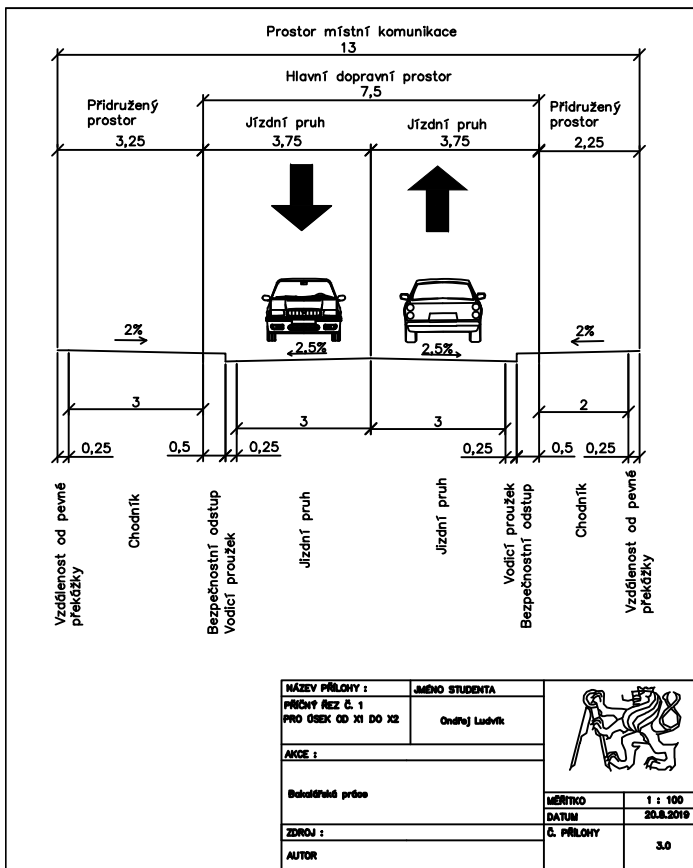 Prostor místní komunikace
13
Hlavní dopravní prostor
7,5
Přidružený
prostor
3,25
Jízdní pruh
3,75
Jízdní pruh
3,75
Přidružený
prostor
2,25
2%
2,5%
2,5%
2%
3
3
3
2
0,25
0,5
0,25
0,25
0,5
0,25
Vzdálenost od pevné
překážky
Chodník
Bezpečnostní odstup
Vodicí proužek
Jízdní pruh
Jízdní pruh
Vodicí proužek
Bezpečnostní odstup
Chodník
Vzdálenost od pevné
překážky
NÁZEV PŘÍLOHY :
JMÉNO STUDENTA
PŘÍČNÝ ŘEZ Č. 1
PRO ÚSEK OD X1 DO X2
Ondřej Ludvík
AKCE :
Bakalářská práce
MĚŘÍTKO
1 : 100
DATUM
20.8.2019
ZDROJ :
AUTOR
Č. PŘÍLOHY
3.0